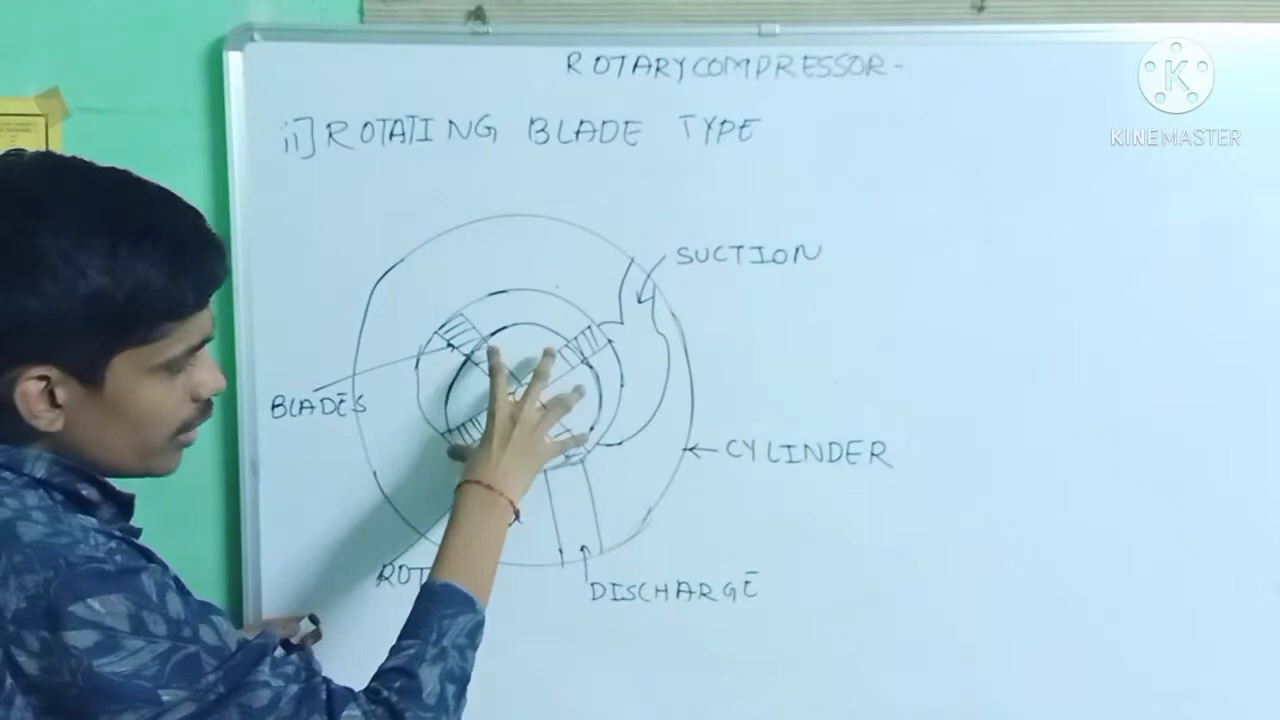 ROTARY COMPRESSOR -
K
KINEMASTER
ii] ROTATING BLADE TYPE
SUCTION
BLADES
CYLINDER
DISCHARGE